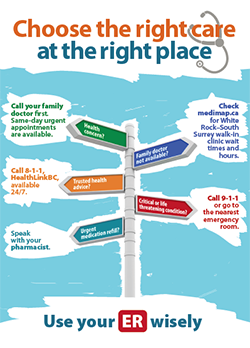 Choose the right care
at the right place
Call your family
doctor first.
Same-day urgent
appointments
are available.
Health
concern?
Check
medimap.ca
for White
Rock–South
Surrey walk-in
clinic wait
times and
hours.
Family doctor
not available?
Call 8-1-1,
HealthLinkBC,
available
24/7.
Trusted health
advice?
Critical or life
threatening condition?
Call 9-1-1
or go to the
nearest
emergency
room.
Speak
with your
pharmacist.
Urgent
medication refill?
Use your ER wisely